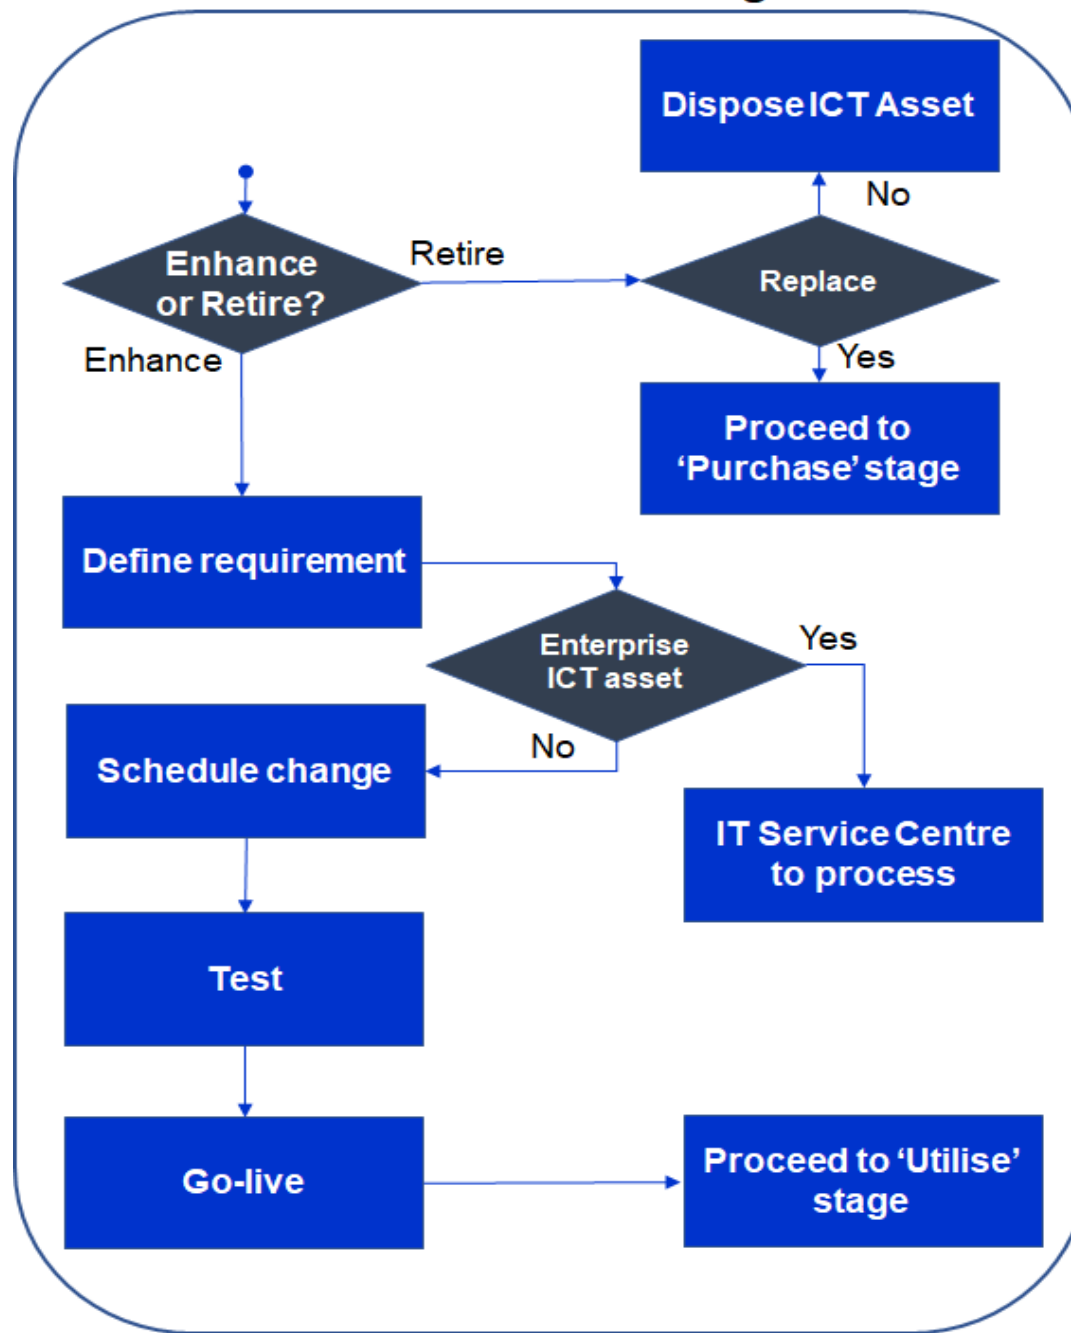 Dispose ICT Asset
No
Enhance
or Retire?
Retire
Replace
Enhance
Yes
Proceed to
‘Purchase’ stage
Define requirement
Enterprise
ICT asset
Yes
No
Schedule change
IT Service Centre
to process
Test
Go-live
Proceed to ‘Utilise’
stage